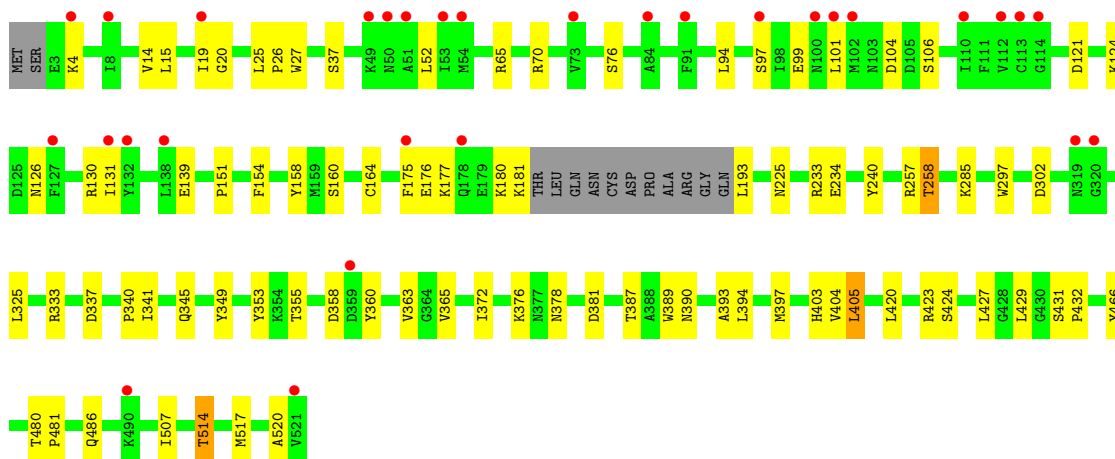 MET SER E3 K4 I8 V14 L15 I19 G20 L25 P26 W27 S37 K49 N50 A51 L52 I53 M54 R65 R70 V73 S76 A84 F91 L94 S97 I98 E99 N100 L101 M102 N103 D104 D105 S106 I110 F111 V112 C113 G114 D121 K124
D125 N126 F127 R130 I131 Y132 L138 E139 P151 F154 Y158 M159 S160 C164 F175 E176 K177 Q178 E179 K180 K181 THR LEU GLN ASN CYS ASP PRO ALA ARG GLY GLN L193 N225 R233 E234 Y240 R257 T258 K285 W297 D302 N319 G320
L325 R333 D337 P340 I341 Q345 Y349 Y353 K354 T355 D358 D359 Y360 V363 G364 V365 I372 K376 N377 N378 D381 T387 A388 W389 N390 A393 L394 M397 H403 V404 L405 L420 R423 S424 L427 G428 L429 G430 S431 P432 Y466
T480 P481 Q486 K490 I507 T514 M517 A520 V521